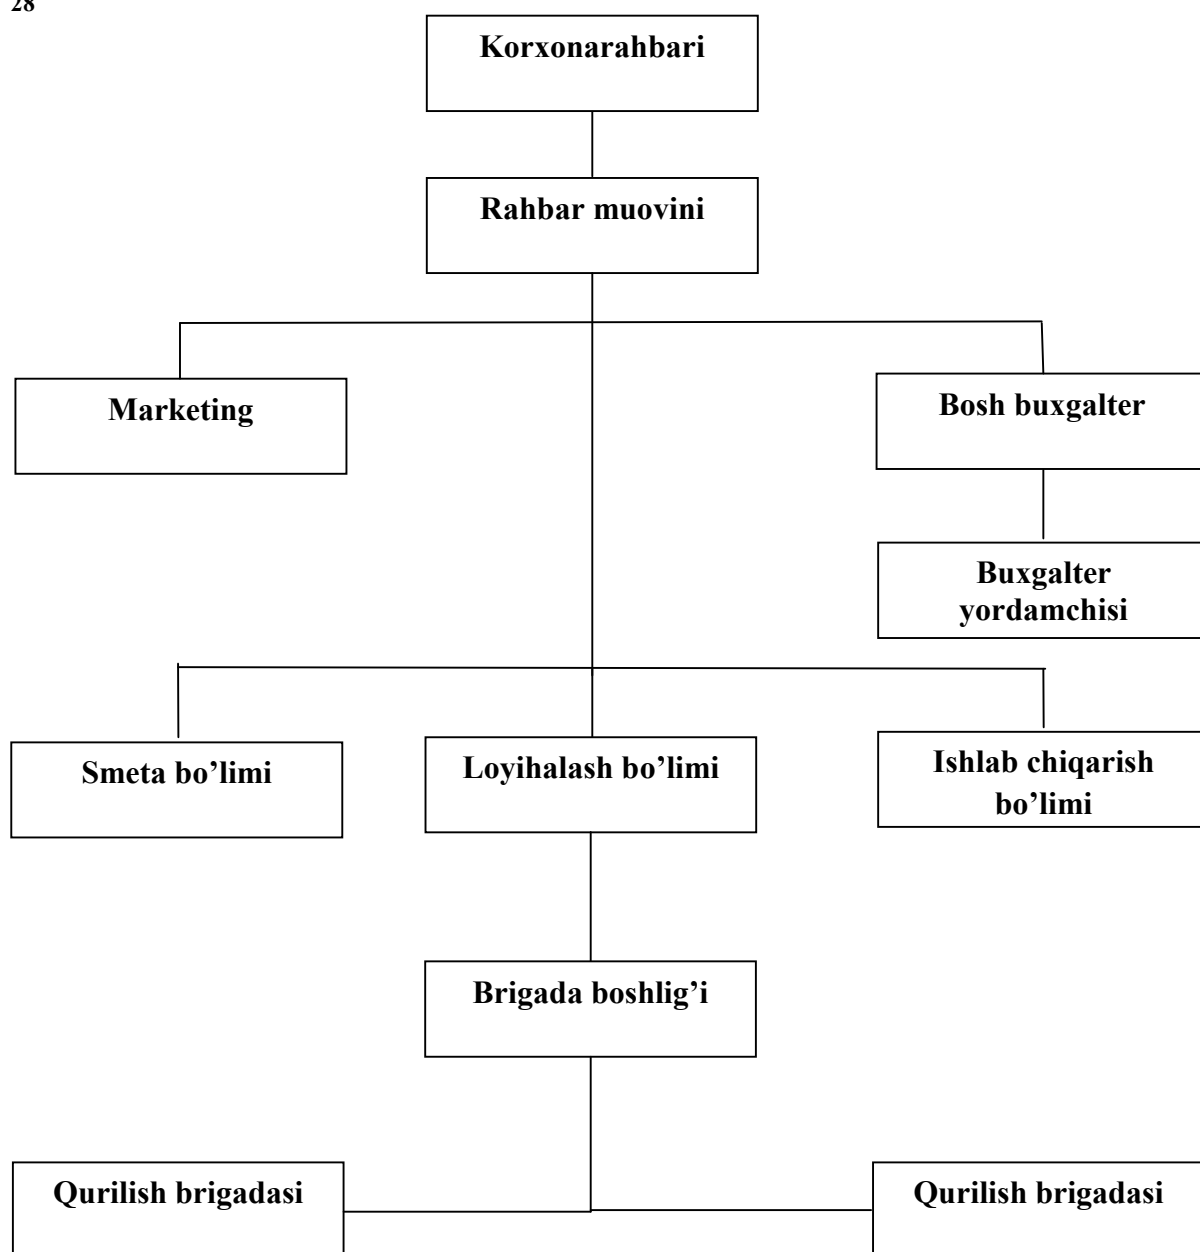 28
Korxonarahbari
Rahbar muovini
Marketing
Bosh buxgalter
Buxgalter
yordamchisi
Smeta bo’limi
Loyihalash bo’limi
Ishlab chiqarish
bo’limi
Brigada boshlig’i
Qurilish brigadasi
Qurilish brigadasi